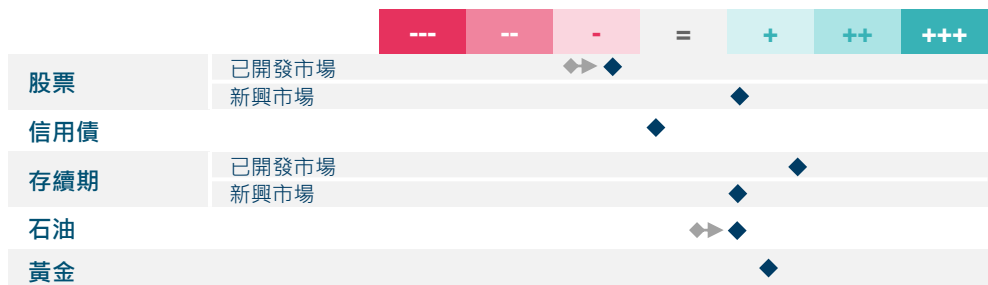 --- -- - = + ++ +++
股票
已開發市場
新興市場
信用債
存續期
已開發市場
新興市場
石油
黃金